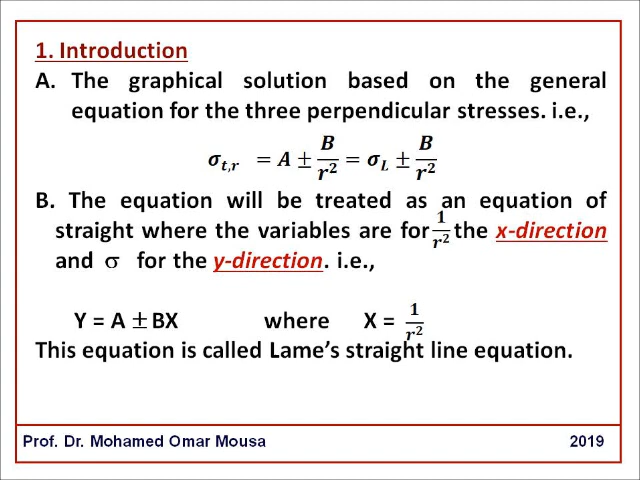 1. Introduction
A. The graphical solution based on the general
equation for the three perpendicular stresses. i.e.,
σt,r = A ± B/r² = σL ± B/r²
B. The equation will be treated as an equation of
straight where the variables are for 1/r² the x-direction
and σ for the y-direction. i.e.,
Y = A ± BX where X = 1/r²
This equation is called Lame's straight line equation.
Prof. Dr. Mohamed Omar Mousa 2019